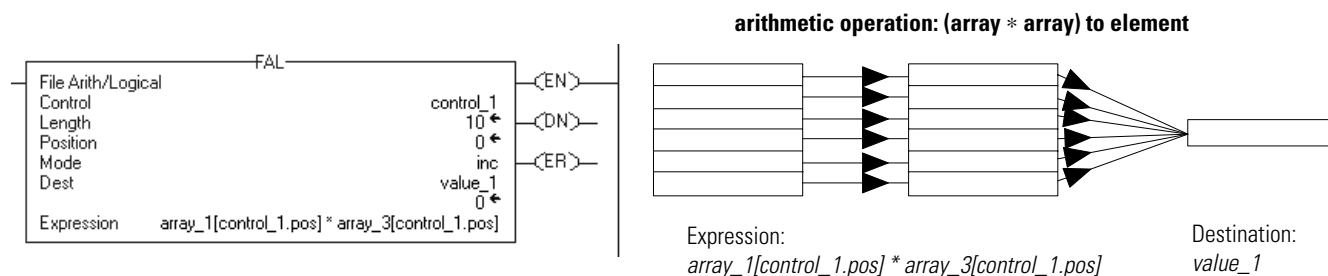 arithmetic operation: (array * array) to element
FAL
File Arith/Logical
Control control_1
Length 10
Position 0
Mode inc
Dest value_1
0
Expression array_1[control_1.pos] * array_3[control_1.pos]
EN
DN
ER
Expression:
array_1[control_1.pos] * array_3[control_1.pos]
Destination:
value_1